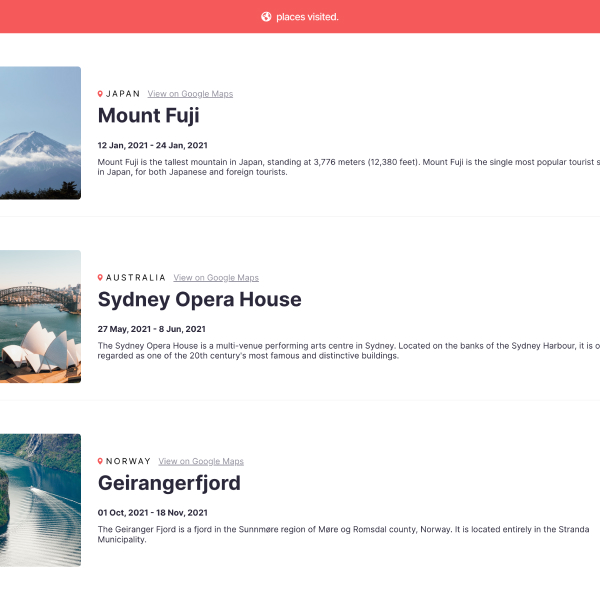 places visited.
JAPAN View on Google Maps
Mount Fuji
12 Jan, 2021 - 24 Jan, 2021
Mount Fuji is the tallest mountain in Japan, standing at 3,776 meters (12,380 feet). Mount Fuji is the single most popular tourist s
in Japan, for both Japanese and foreign tourists.
AUSTRALIA View on Google Maps
Sydney Opera House
27 May, 2021 - 8 Jun, 2021
The Sydney Opera House is a multi-venue performing arts centre in Sydney. Located on the banks of the Sydney Harbour, it is o
regarded as one of the 20th century's most famous and distinctive buildings.
NORWAY View on Google Maps
Geirangerfjord
01 Oct, 2021 - 18 Nov, 2021
The Geiranger Fjord is a fjord in the Sunnmøre region of Møre og Romsdal county, Norway. It is located entirely in the Stranda
Municipality.